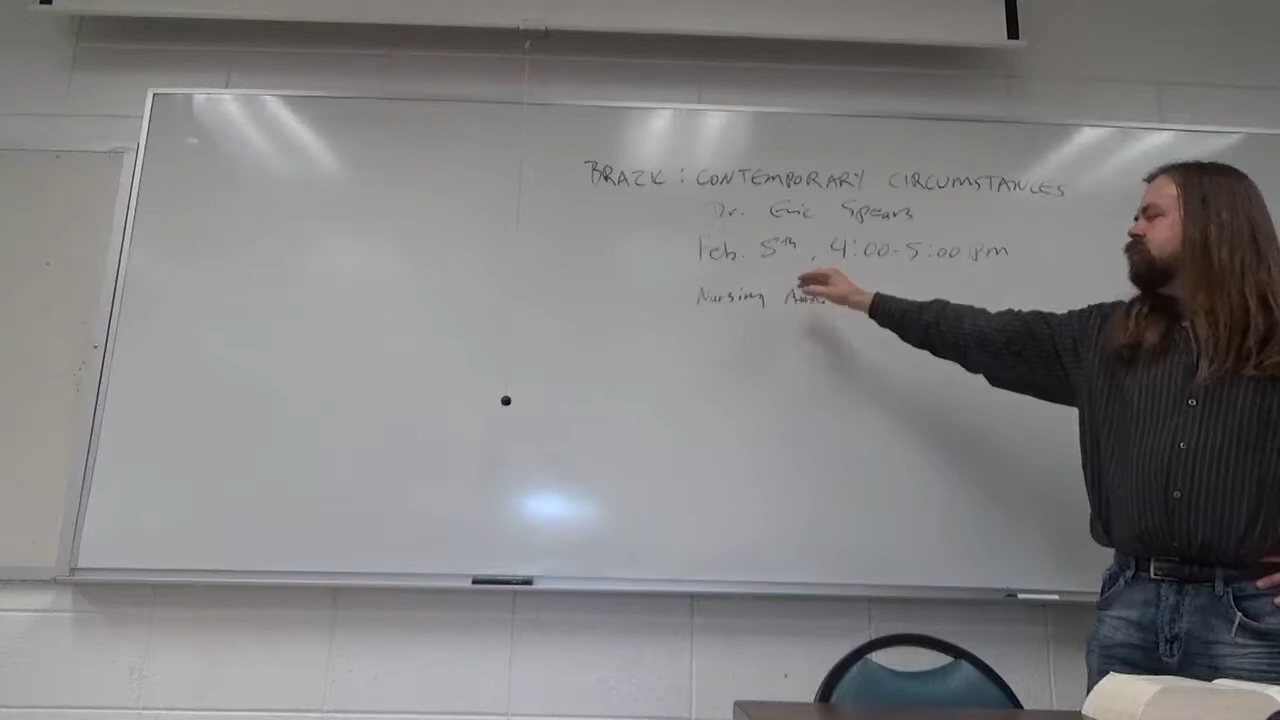 BRAZIL : CONTEMPORARY CIRCUMSTANCES
Dr. Eric Spears
Feb. 8th, 4:00-5:00 pm
Nursing